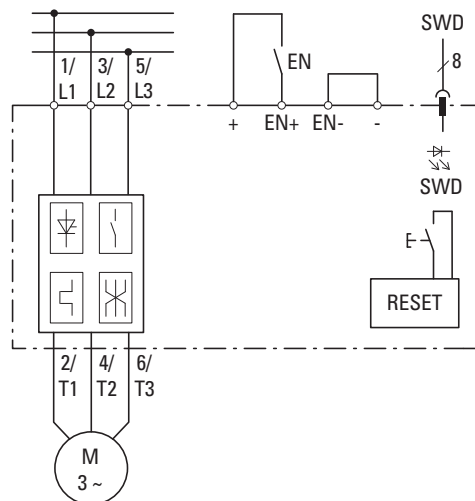 SWD
1/ 3/ 5/
L1 L2 L3
EN
8
+ EN+ EN- -
SWD
RESET
2/ 4/ 6/
T1 T2 T3
M
3 ~